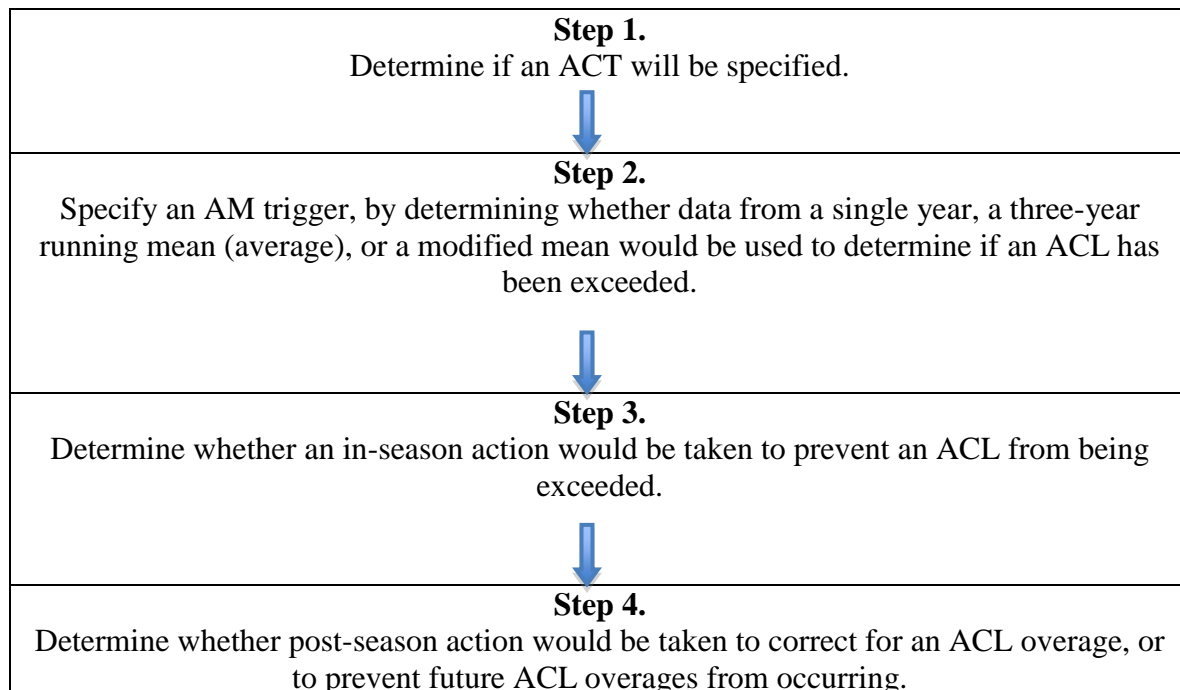 Step 1.
Determine if an ACT will be specified.
Step 2.
Specify an AM trigger, by determining whether data from a single year, a three-year
running mean (average), or a modified mean would be used to determine if an ACL has
been exceeded.
Step 3.
Determine whether an in-season action would be taken to prevent an ACL from being
exceeded.
Step 4.
Determine whether post-season action would be taken to correct for an ACL overage, or
to prevent future ACL overages from occurring.